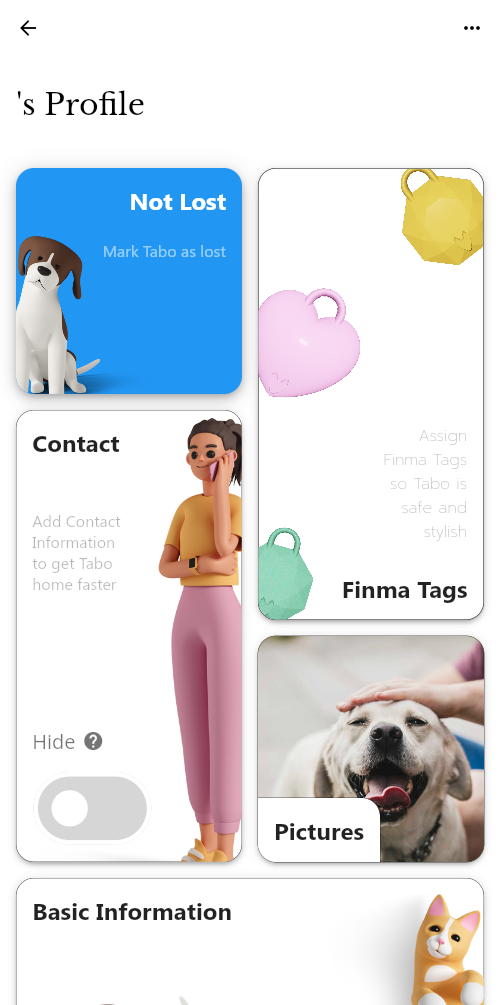 's Profile
Not Lost
Mark Tabo as lost
Contact
Add Contact
Information
to get Tabo
home faster
Hide
Assign
Finma Tags
so Tabo is
safe and
stylish
Finma Tags
Pictures
Basic Information